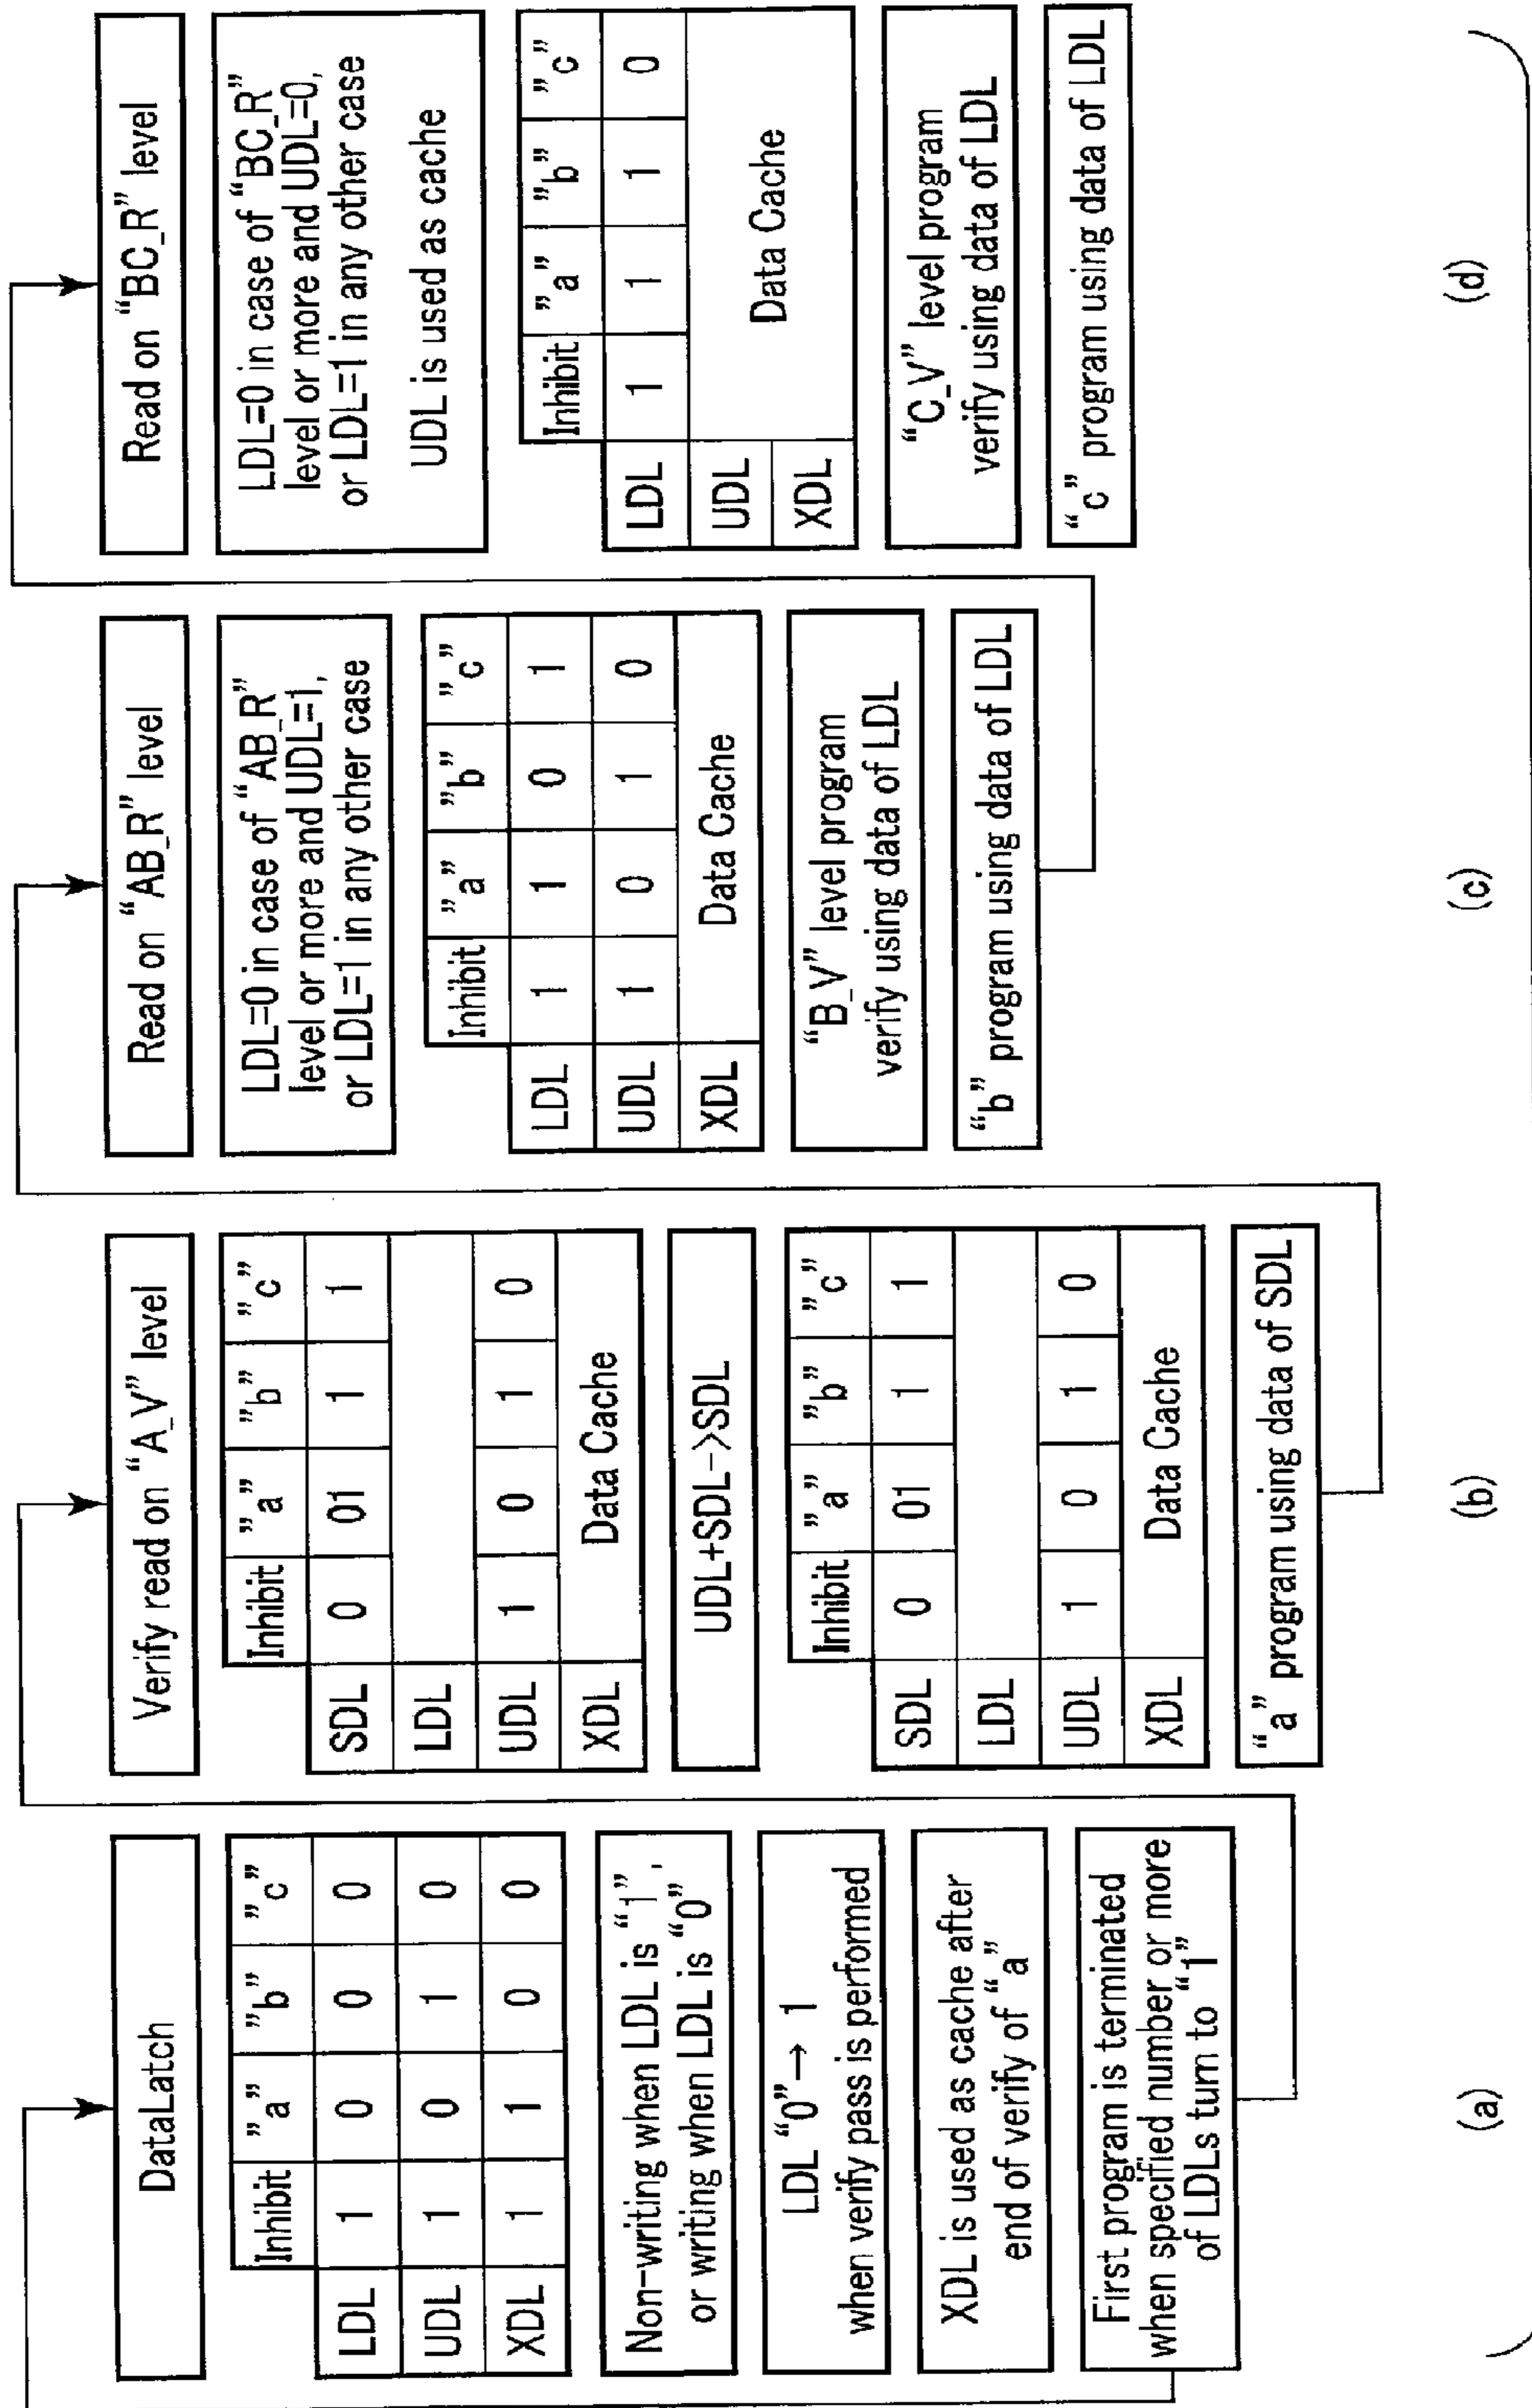 DataLatch
Inhibit "a" "b" "c"
LDL 1 0 0 0
UDL 1 0 1 0
XDL 1 1 0 0
Non-writing when LDL is "1",
or writing when LDL is "0"
LDL "0"→ 1
when verify pass is performed
XDL is used as cache after
end of verify of "a"
First program is terminated
when specified number or more
of LDLs turn to "1"
(a)
Verify read on "A_V" level
Inhibit "a" "b" "c"
SDL 0 01 1 1
LDL
UDL 1 0 1 0
XDL Data Cache
UDL+SDL->SDL
Inhibit "a" "b" "c"
SDL 0 01 1 1
LDL
UDL 1 0 1 0
XDL Data Cache
"a" program using data of SDL
(b)
Read on "AB_R" level
LDL=0 in case of "AB_R"
level or more and UDL=1,
or LDL=1 in any other case
Inhibit "a" "b" "c"
LDL 1 1 0 1
UDL 1 0 1 0
XDL Data Cache
"B_V" level program
verify using data of LDL
"b" program using data of LDL
(c)
Read on "BC_R" level
LDL=0 in case of "BC_R"
level or more and UDL=0,
or LDL=1 in any other case
UDL is used as cache
Inhibit "a" "b" "c"
LDL 1 1 1 0
UDL Data Cache
XDL
"C_V" level program
verify using data of LDL
"c" program using data of LDL
(d)